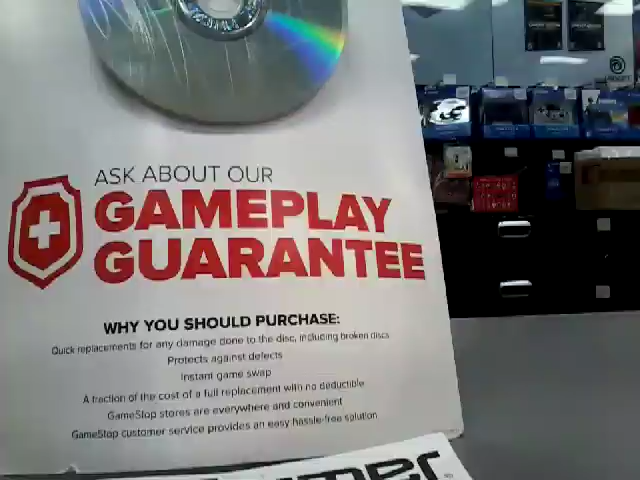 ASK ABOUT OUR
GAMEPLAY
GUARANTEE
WHY YOU SHOULD PURCHASE:
Quick replacements for any damage done to the disc, including broken discs
Protects against defects
Instant game swap
A fraction of the cost of a full replacement with no deductible
GameStop stores are everywhere and convenient
GameStop customer service provides an easy hassle-free solution